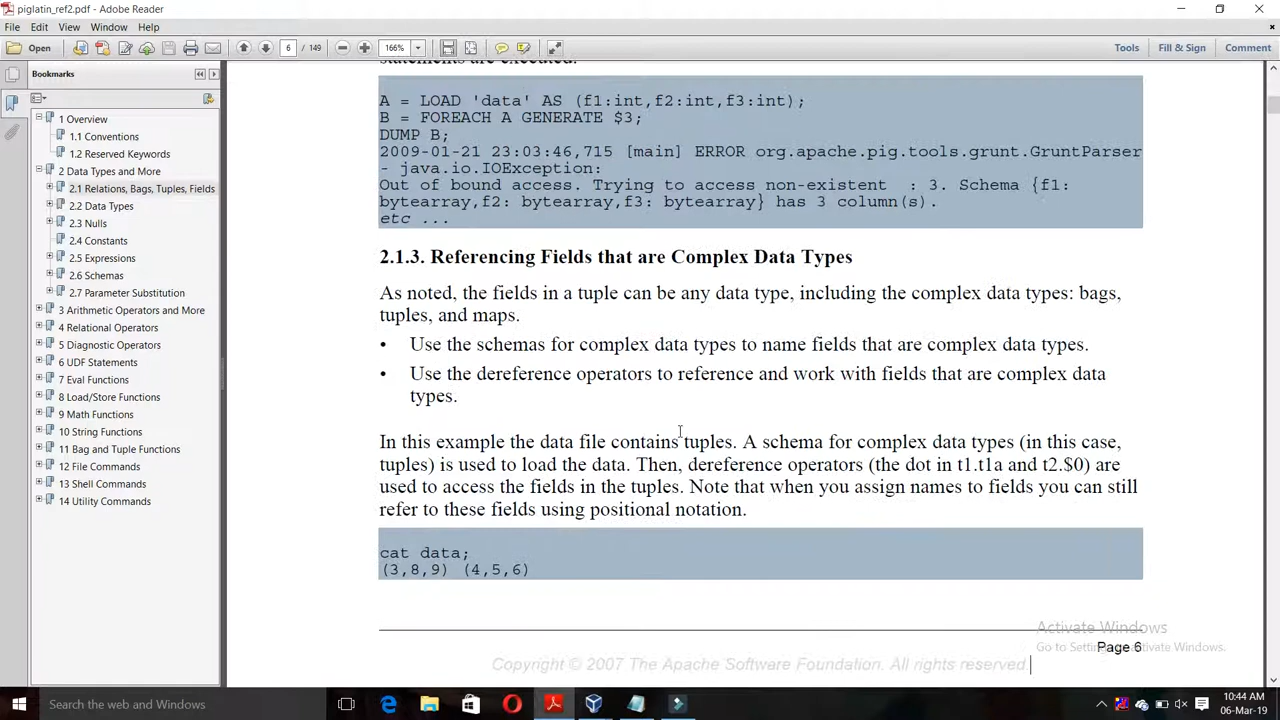 piglatin_ref2.pdf - Adobe Reader
File Edit View Window Help
Open 6 / 149 166% Tools Fill & Sign Comment
Bookmarks
1 Overview
1.1 Conventions
1.2 Reserved Keywords
2 Data Types and More
2.1 Relations, Bags, Tuples, Fields
2.2 Data Types
2.3 Nulls
2.4 Constants
2.5 Expressions
2.6 Schemas
2.7 Parameter Substitution
3 Arithmetic Operators and More
4 Relational Operators
5 Diagnostic Operators
6 UDF Statements
7 Eval Functions
8 Load/Store Functions
9 Math Functions
10 String Functions
11 Bag and Tuple Functions
12 File Commands
13 Shell Commands
14 Utility Commands
statements are executed.
A = LOAD 'data' AS (f1:int,f2:int,f3:int);
B = FOREACH A GENERATE $3;
DUMP B;
2009-01-21 23:03:46,715 [main] ERROR org.apache.pig.tools.grunt.GruntParser
- java.io.IOException:
Out of bound access. Trying to access non-existent : 3. Schema {f1:
bytearray,f2: bytearray,f3: bytearray} has 3 column(s).
etc ...
2.1.3. Referencing Fields that are Complex Data Types
As noted, the fields in a tuple can be any data type, including the complex data types: bags,
tuples, and maps.
• Use the schemas for complex data types to name fields that are complex data types.
• Use the dereference operators to reference and work with fields that are complex data
types.
In this example the data file contains tuples. A schema for complex data types (in this case,
tuples) is used to load the data. Then, dereference operators (the dot in t1.t1a and t2.$0) are
used to access the fields in the tuples. Note that when you assign names to fields you can still
refer to these fields using positional notation.
cat data;
(3,8,9) (4,5,6)
Activate Windows
Go to Settings to activate Windows.
Page 6
Copyright © 2007 The Apache Software Foundation. All rights reserved.
Search the web and Windows
10:44 AM
06-Mar-19